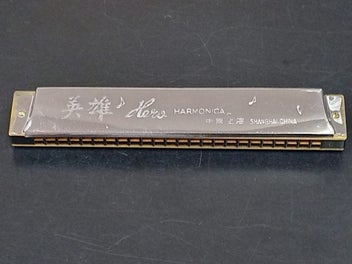 英雄 Hero HARMONICA
中国上海 SHANGHAI.CHINA